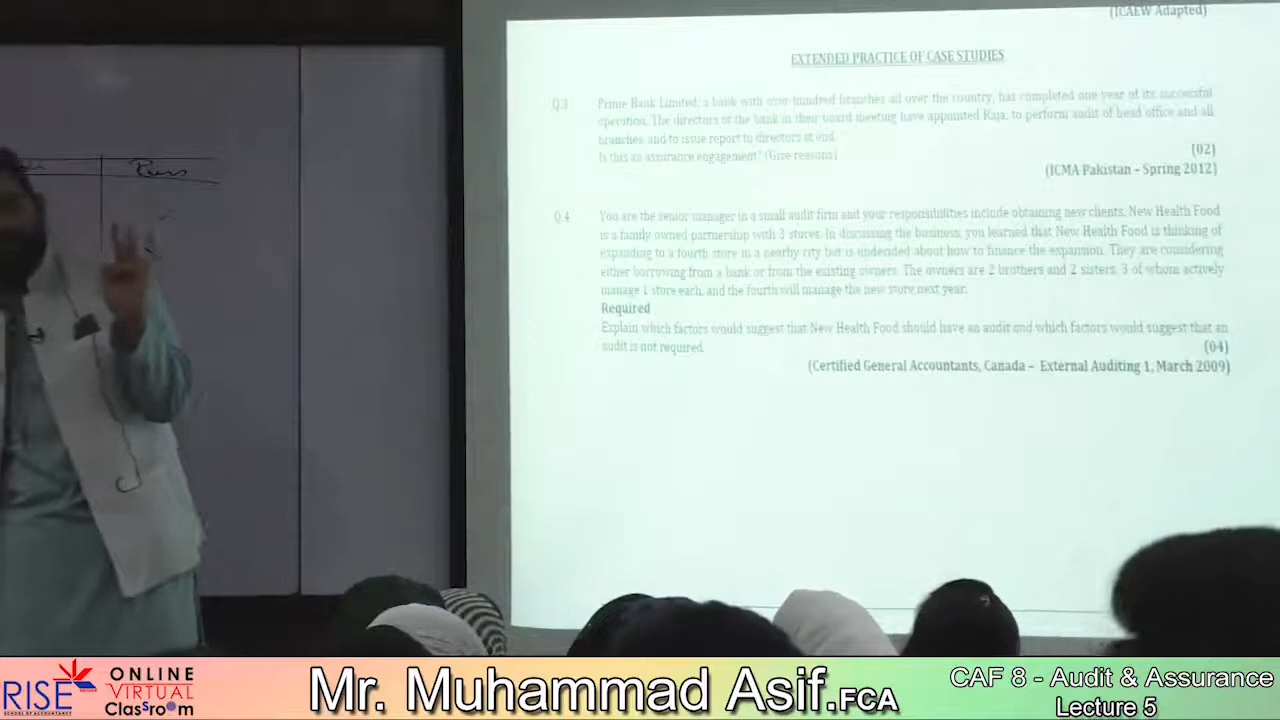 (ICAEW Adapted)
EXTENDED PRACTICE OF CASE STUDIES
Q.3 Prime Bank Limited, a bank with over hundred branches all over the country, has completed one year of its successful
operation. The directors of the bank in their board meeting have appointed Raja, to perform audit of head office and all
branches, and to issue report to directors at end.
Is this an assurance engagement? (Give reasons)
(02)
(ICMA Pakistan – Spring 2012)
Q.4 You are the senior manager in a small audit firm and your responsibilities include obtaining new clients. New Health Food
is a family owned partnership with 3 stores. In discussing the business, you learned that New Health Food is thinking of
expanding to a fourth store in a nearby city but is undecided about how to finance the expansion. They are considering
either borrowing from a bank or from the existing owners. The owners are 2 brothers and 2 sisters, 3 of whom actively
manage 1 store each, and the fourth will manage the new store next year.
Required
Explain which factors would suggest that New Health Food should have an audit and which factors would suggest that an
audit is not required.
(04)
(Certified General Accountants, Canada – External Auditing 1, March 2009)
RISE
SCHOOL OF ACCOUNTANCY
ONLINE
VIRTUAL
Classroom
Mr. Muhammad Asif.FCA
CAF 8 - Audit & Assurance
Lecture 5